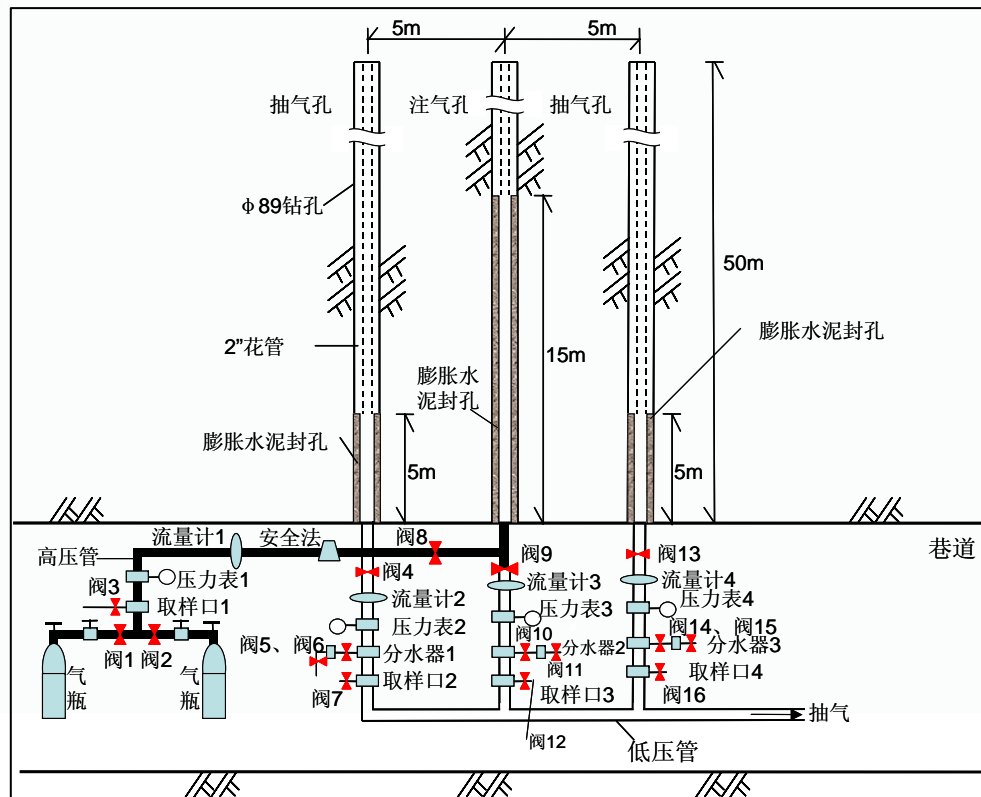 5m
5m
抽气孔
注气孔
抽气孔
φ89钻孔
50m
2”花管
15m
膨胀水泥封孔
膨胀水
泥封孔
膨胀水泥封孔
5m
5m
流量计1
安全法
阀8
高压管
阀9
阀13
巷道
阀4
阀3
压力表1
流量计2
流量计3
流量计4
取样口1
压力表2
压力表3
压力表4
阀5、阀6
阀10
阀14、阀15
阀1
阀2
分水器1
分水器2
分水器3
气
瓶
气
瓶
阀11
阀7
取样口2
取样口3
取样口4
阀16
抽气
阀12
低压管